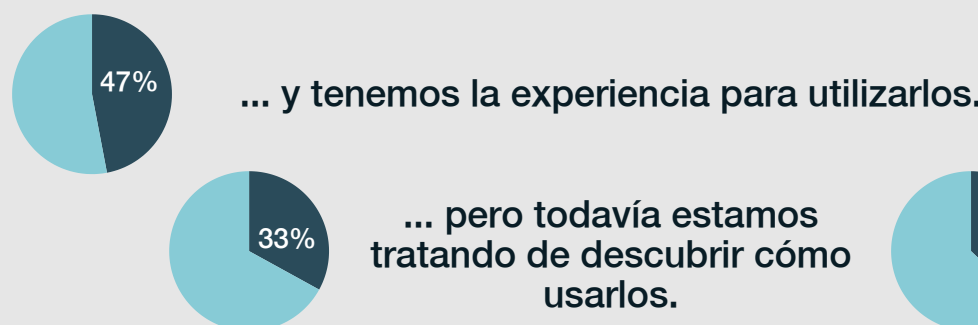 47%
... y tenemos la experiencia para utilizarlos.
33%
... pero todavía estamos
tratando de descubrir cómo
usarlos.